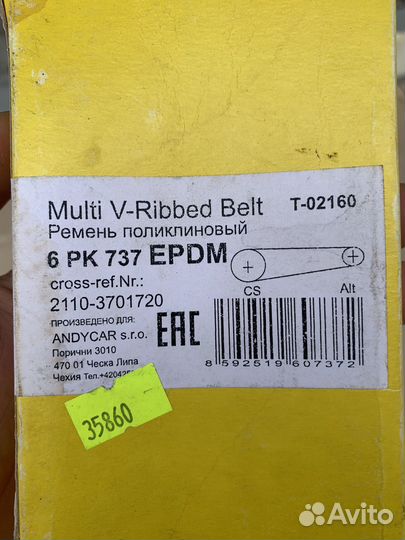 Multi V-Ribbed Belt T-02160
Ремень поликлиновый
6 PK 737 EPDM
CS Alt
cross-ref.Nr.:
2110-3701720
ПРОИЗВЕДЕНО ДЛЯ:
ANDYCAR s.r.o.
Порични 3010
470 01 Ческа Липа
Чехия
EAC
8 592519 607372
35860
Avito